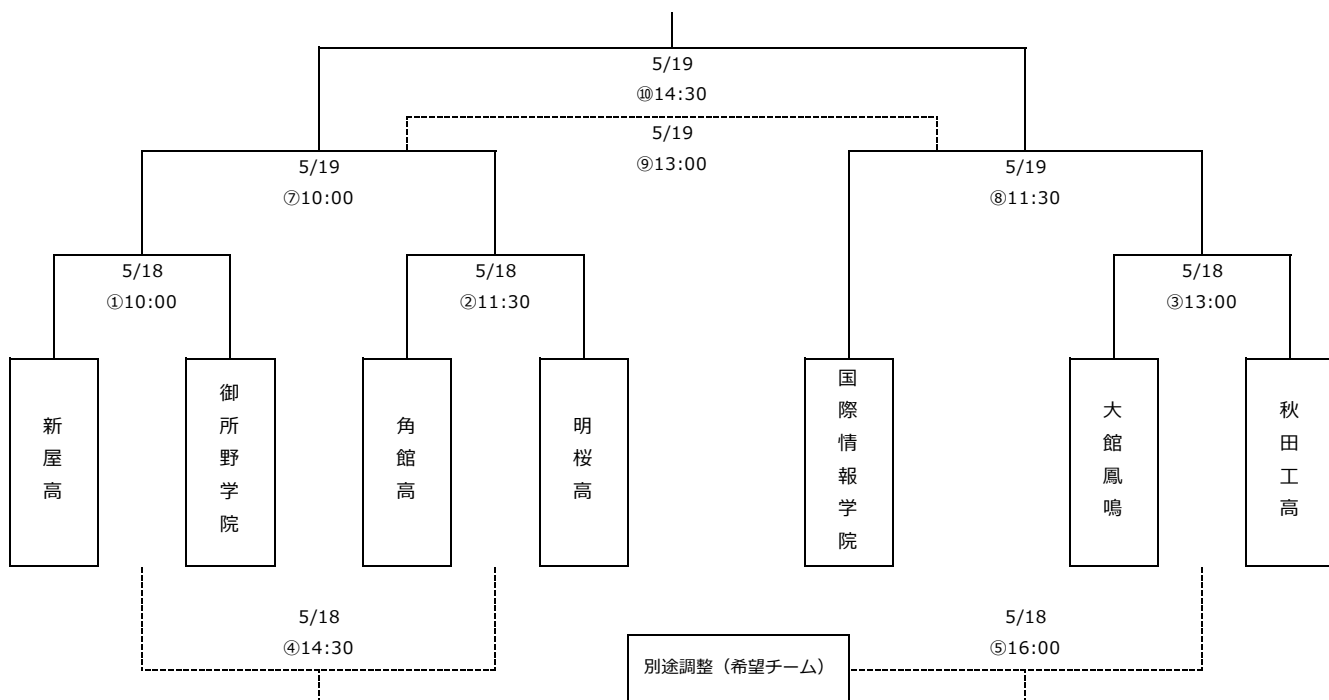 5/19
⑩14:30
5/19
⑨13:00
5/19
⑦10:00
5/19
⑧11:30
5/18
①10:00
5/18
②11:30
5/18
③13:00
新屋高
御所野学院
角館高
明桜高
国際情報学院
大館鳳鳴
秋田工高
5/18
④14:30
別途調整（希望チーム）
5/18
⑤16:00